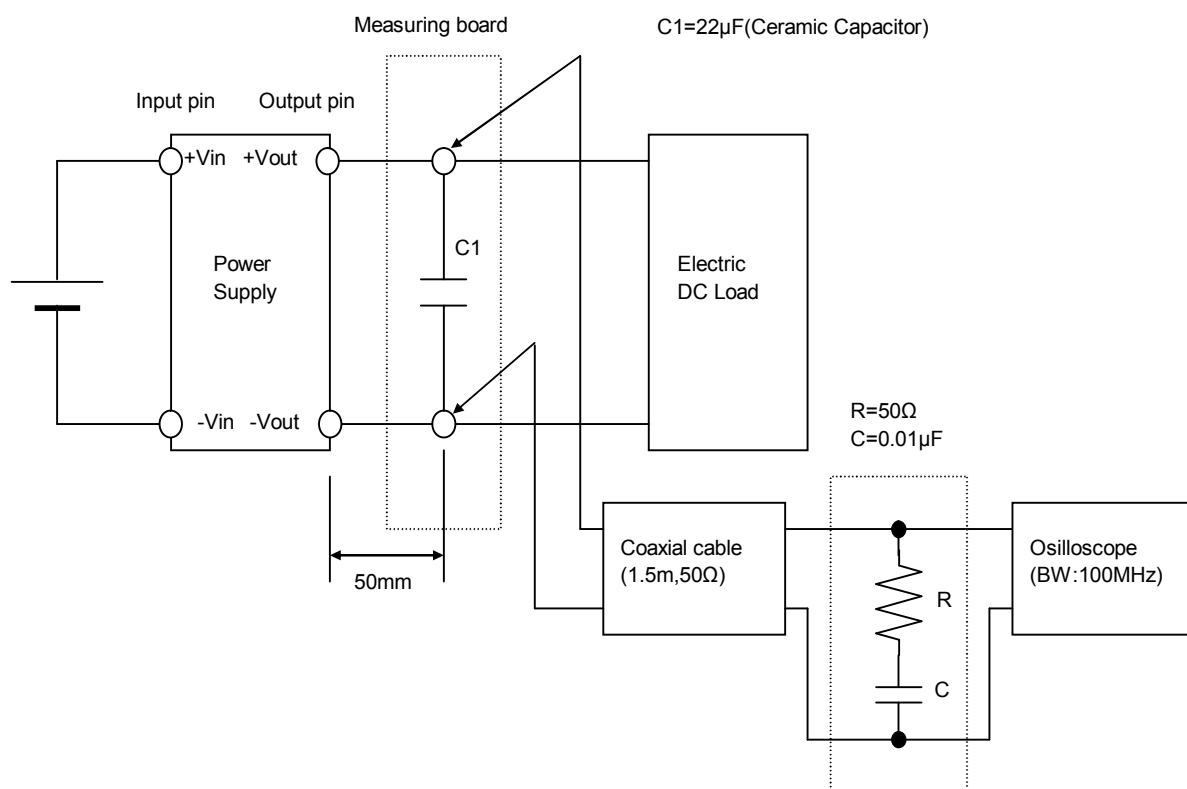 Measuring board
C1=22µF(Ceramic Capacitor)
Input pin
Output pin
+Vin +Vout
C1
Power
Supply
Electric
DC Load
-Vin -Vout
R=50Ω
C=0.01µF
50mm
Coaxial cable
(1.5m,50Ω)
R
C
Osilloscope
(BW:100MHz)